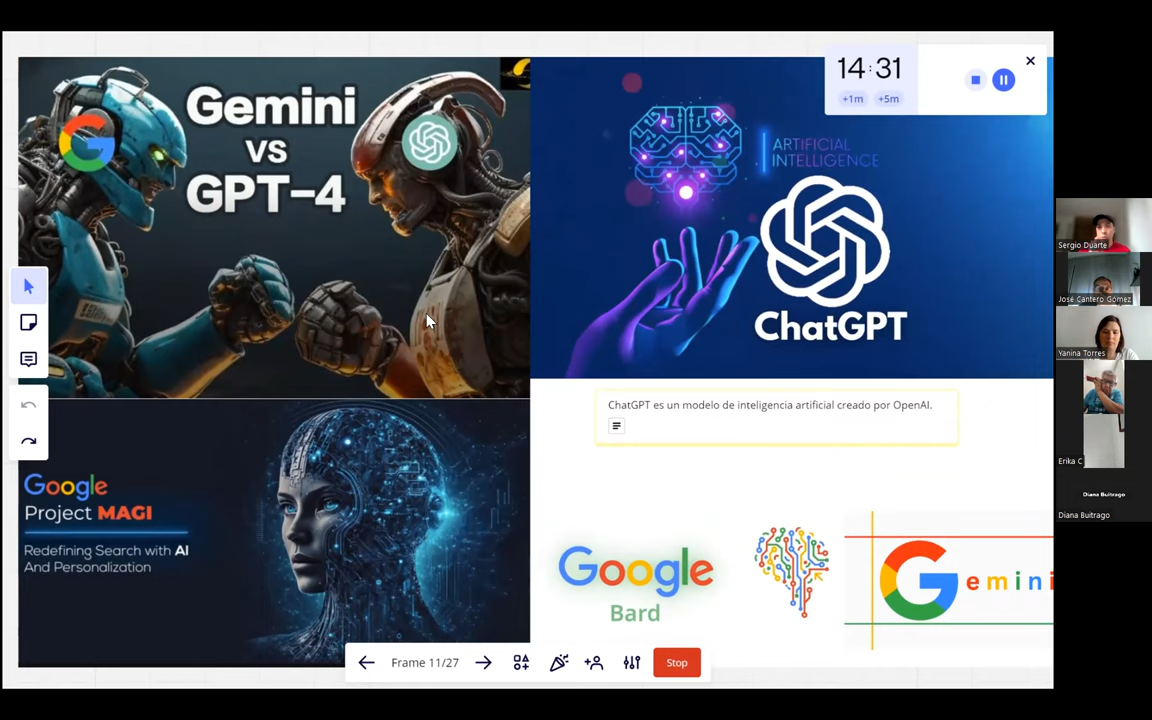 Gemini
VS
GPT-4
14:31
+1m +5m
ARTIFICIAL
INTELLIGENCE
ChatGPT
ChatGPT es un modelo de inteligencia artificial creado por OpenAI.
Google
Project MAGI
Redefining Search with AI
And Personalization
Google
Bard
Gemini
Frame 11/27
Stop
Sergio Duarte
José Cantero Gómez
Yanina Torres
Erika C
Diana Buitrago
Diana Buitrago